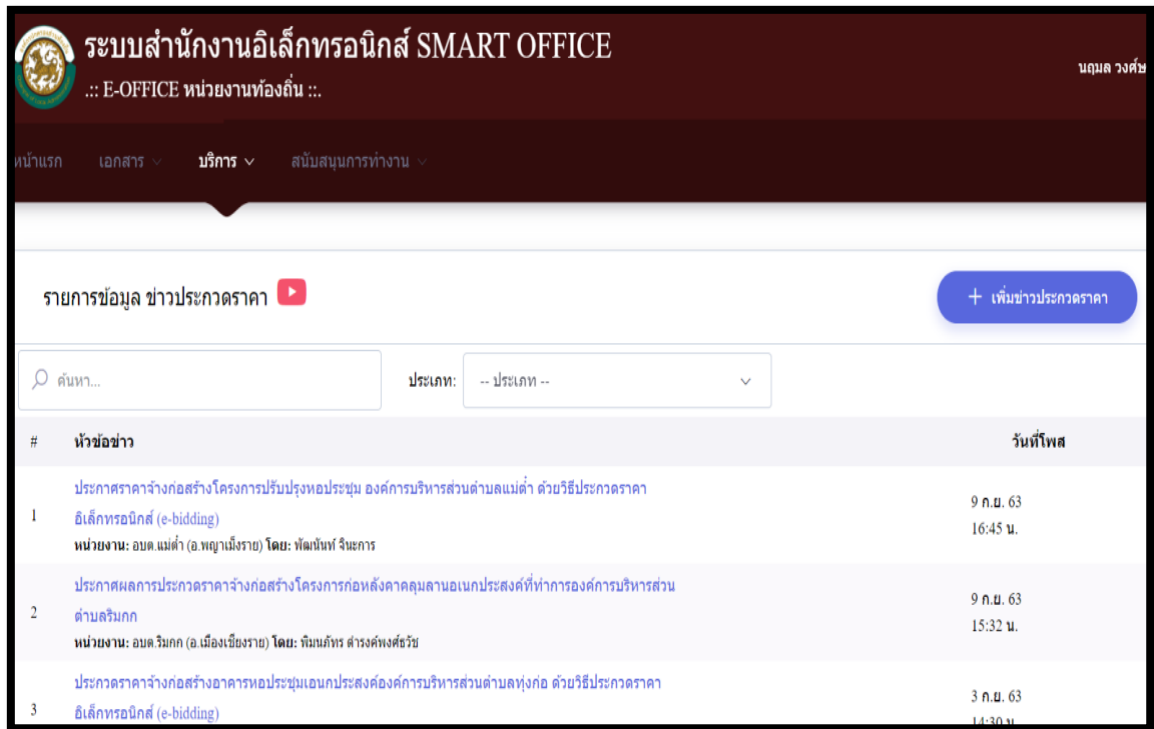 ระบบสำนักงานอิเล็กทรอนิกส์ SMART OFFICE
.:: E-OFFICE หน่วยงานท้องถิ่น ::.
นฤมล วงศ์ษ
หน้าแรก เอกสาร บริการ สนับสนุนการทำงาน
รายการข้อมูล ข่าวประกวดราคา
+ เพิ่มข่าวประกวดราคา
ค้นหา...
ประเภท: -- ประเภท --
# หัวข้อข่าว วันที่โพส
ประกาศราคาจ้างก่อสร้างโครงการปรับปรุงหอประชุม องค์การบริหารส่วนตำบลแม่ต๋ำ ด้วยวิธีประกวดราคา
1 อิเล็กทรอนิกส์ (e-bidding)
หน่วยงาน: อบต.แม่ต๋ำ (อ.พญาเม็งราย) โดย: พัฒนันท์ จินะการ
9 ก.ย. 63
16:45 น.
ประกาศผลการประกวดราคาจ้างก่อสร้างโครงการก่อหลังคาคลุมลานอเนกประสงค์ที่ทำการองค์การบริหารส่วน
2 ตำบลริมกก
หน่วยงาน: อบต.ริมกก (อ.เมืองเชียงราย) โดย: พิมนภัทร ดำรงค์พงศ์ธวัช
9 ก.ย. 63
15:32 น.
ประกวดราคาจ้างก่อสร้างอาคารหอประชุมเอนกประสงค์องค์การบริหารส่วนตำบลทุ่งก่อ ด้วยวิธีประกวดราคา
3 อิเล็กทรอนิกส์ (e-bidding)
3 ก.ย. 63
14:30 น.